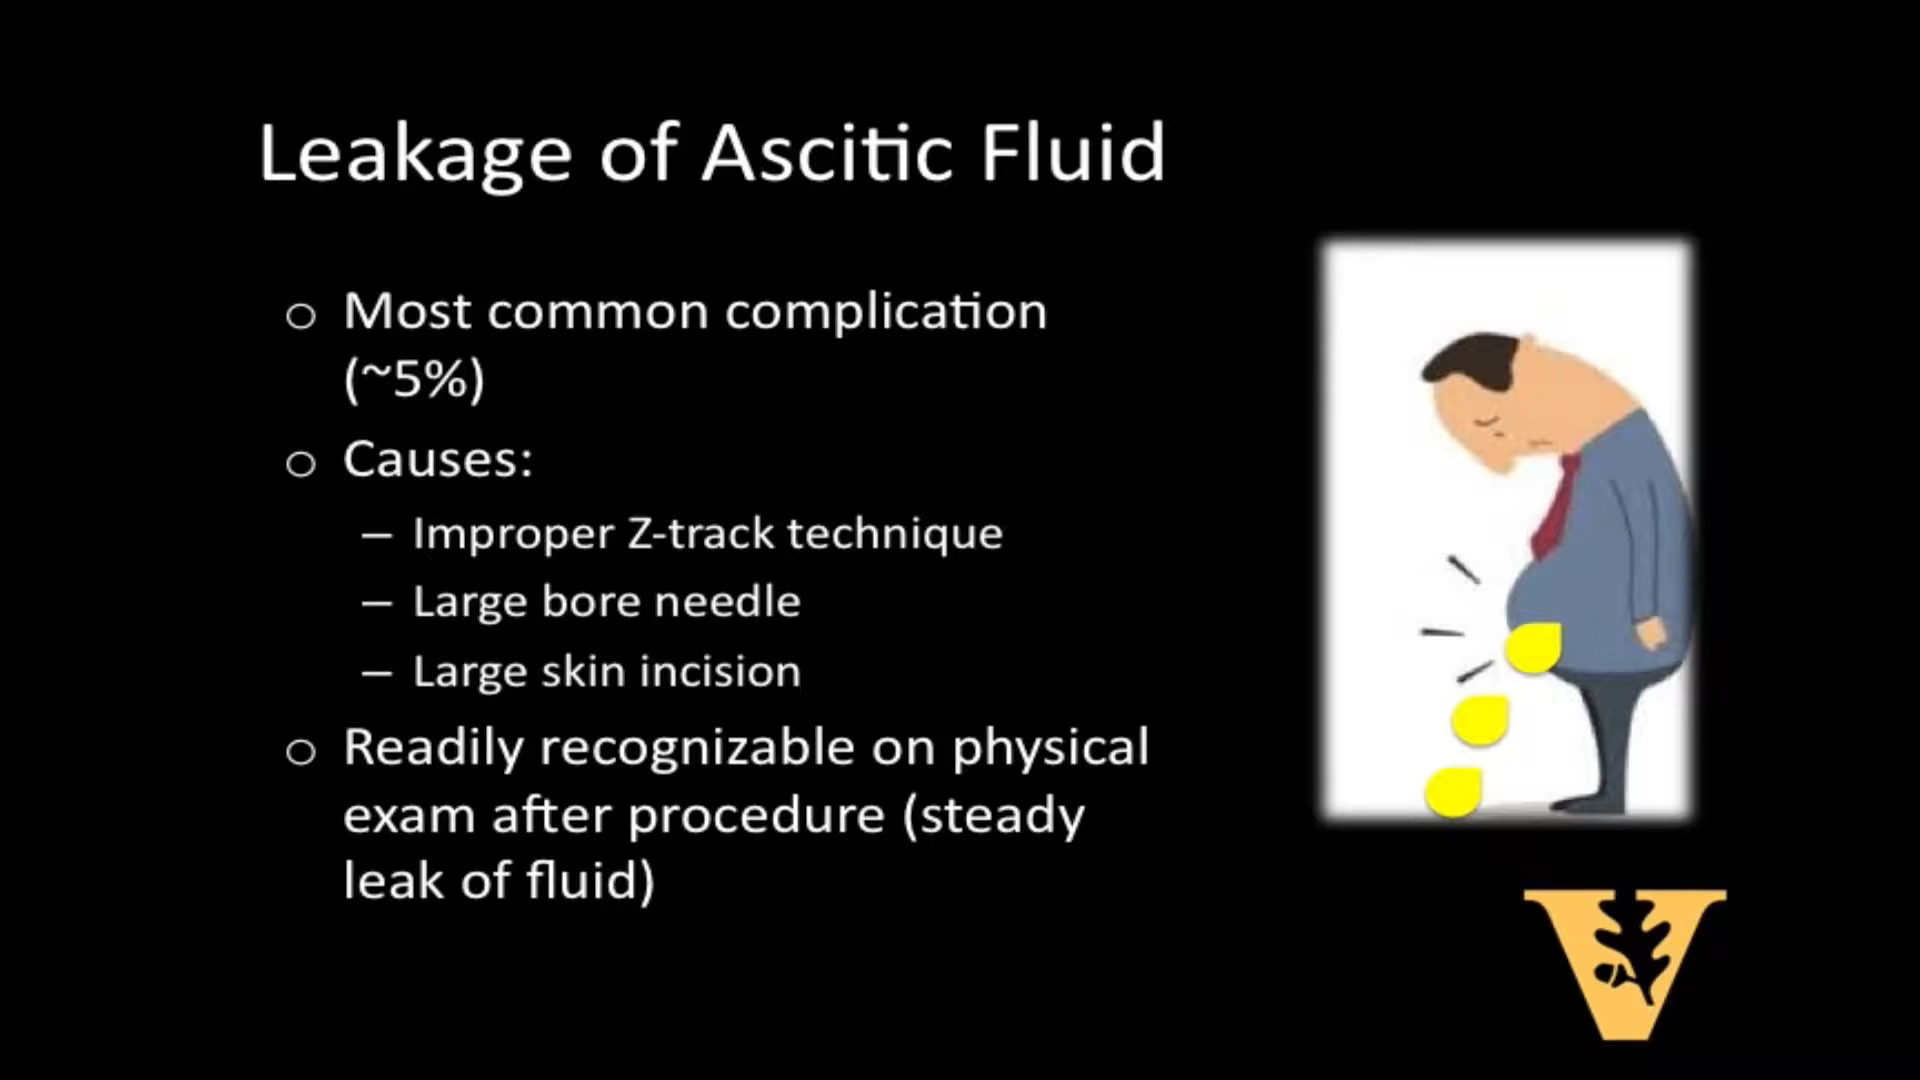 Leakage of Ascitic Fluid
o Most common complication
(~5%)
o Causes:
– Improper Z-track technique
– Large bore needle
– Large skin incision
o Readily recognizable on physical
exam after procedure (steady
leak of fluid)
V